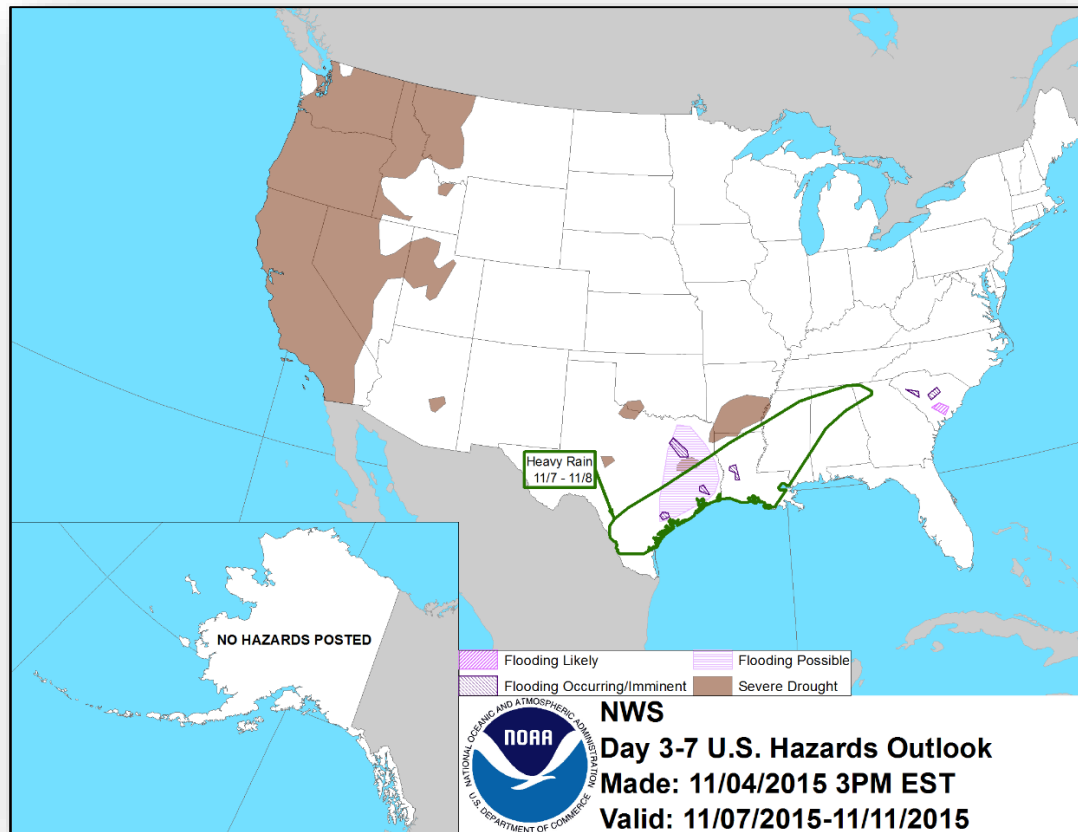 Heavy Rain
11/7 - 11/8
NO HAZARDS POSTED
Flooding Likely
Flooding Possible
Flooding Occurring/Imminent
Severe Drought
NATIONAL OCEANIC AND ATMOSPHERIC ADMINISTRATION
NOAA
U.S. DEPARTMENT OF COMMERCE
NWS
Day 3-7 U.S. Hazards Outlook
Made: 11/04/2015 3PM EST
Valid: 11/07/2015-11/11/2015